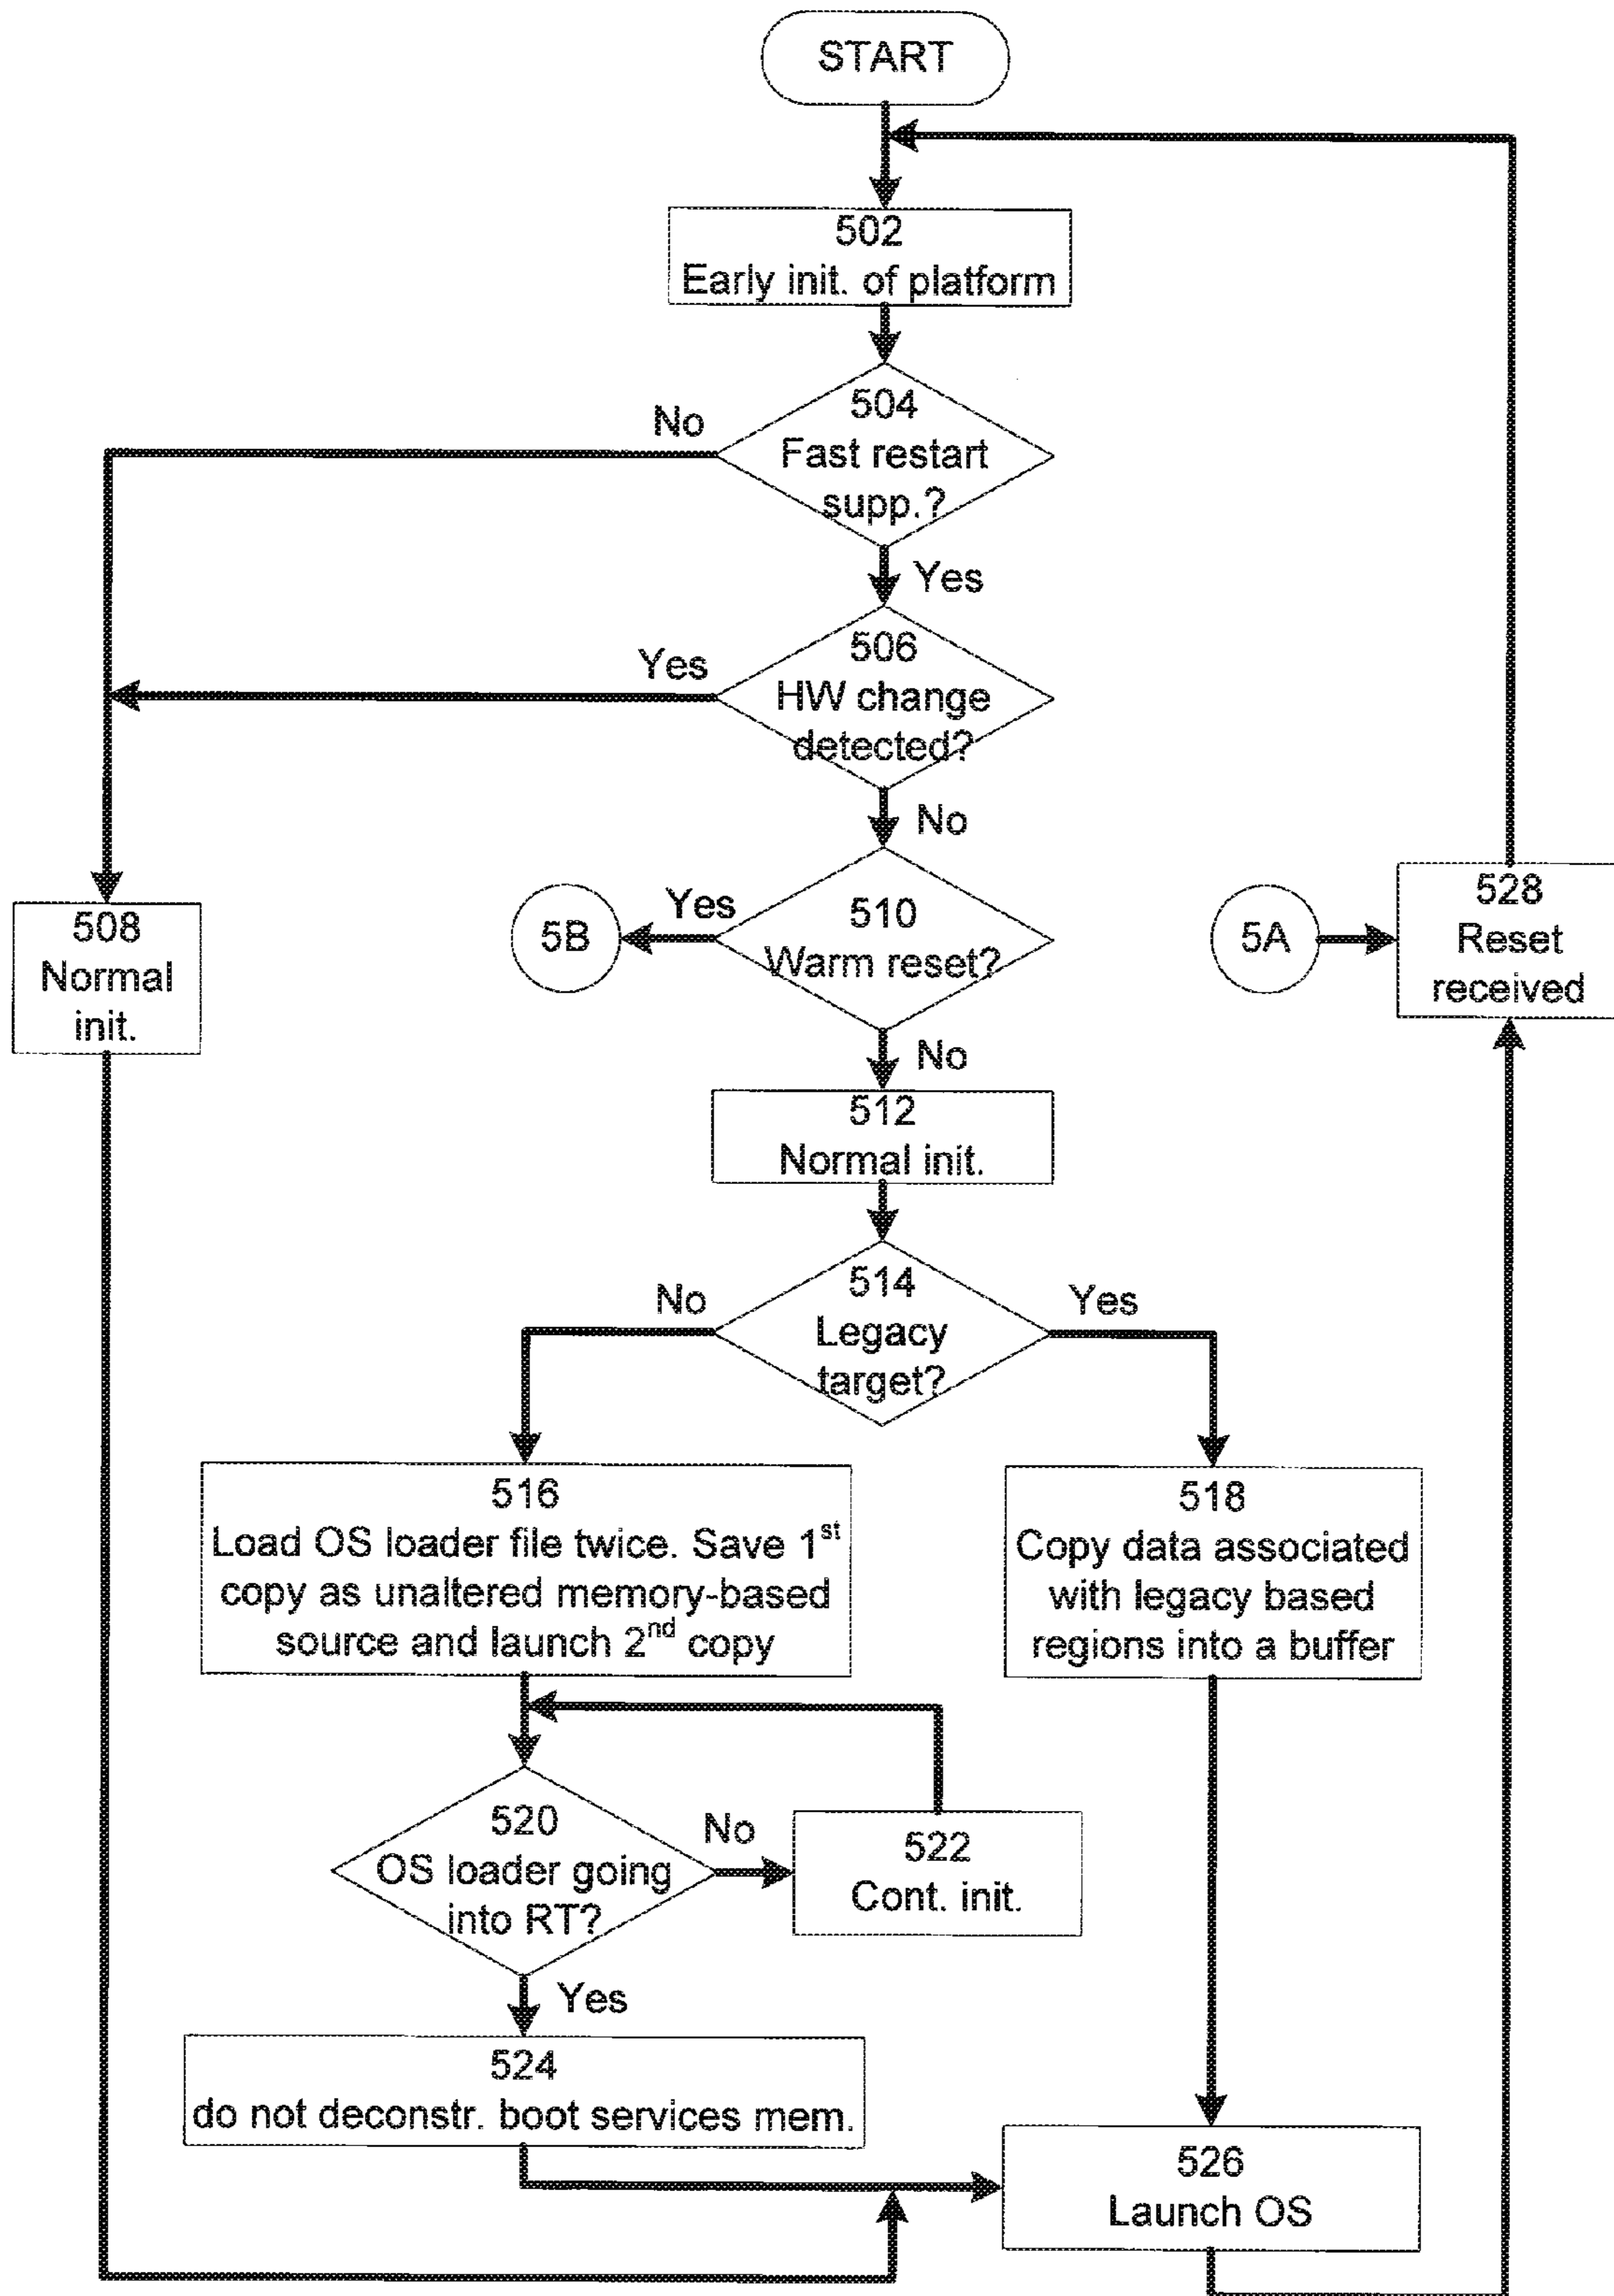 START
502
Early init. of platform
504
Fast restart
supp.?
No
Yes
506
HW change
detected?
Yes
No
508
Normal
init.
5B
Yes
510
Warm reset?
5A
528
Reset
received
No
512
Normal init.
514
Legacy
target?
No
Yes
516
Load OS loader file twice. Save 1st
copy as unaltered memory-based
source and launch 2nd copy
518
Copy data associated
with legacy based
regions into a buffer
520
OS loader going
into RT?
No
522
Cont. init.
Yes
524
do not deconstr. boot services mem.
526
Launch OS